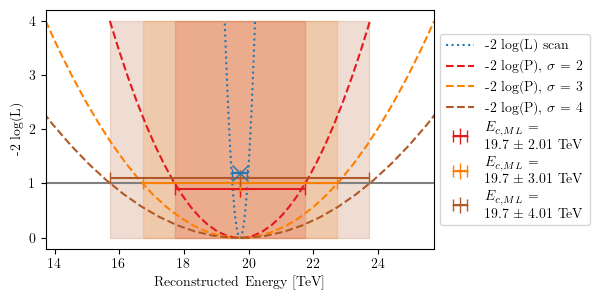 -2 log(L)
4
3
2
1
0
14
16
18
20
22
24
Reconstructed Energy [TeV]
-2 log(L) scan
-2 log(P), σ = 2
-2 log(P), σ = 3
-2 log(P), σ = 4
E_{c,ML} =
19.7 ± 2.01 TeV
E_{c,ML} =
19.7 ± 3.01 TeV
E_{c,ML} =
19.7 ± 4.01 TeV